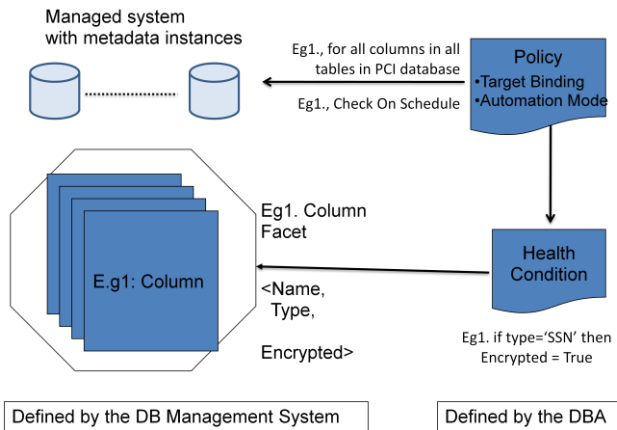 Managed system
with metadata instances
Eg1., for all columns in all
tables in PCI database
Eg1., Check On Schedule
Policy
•Target Binding
•Automation Mode
E.g1: Column
Eg1. Column
Facet
<Name,
Type,
Encrypted>
Health
Condition
Eg1. if type=‘SSN’ then
Encrypted = True
Defined by the DB Management System
Defined by the DBA